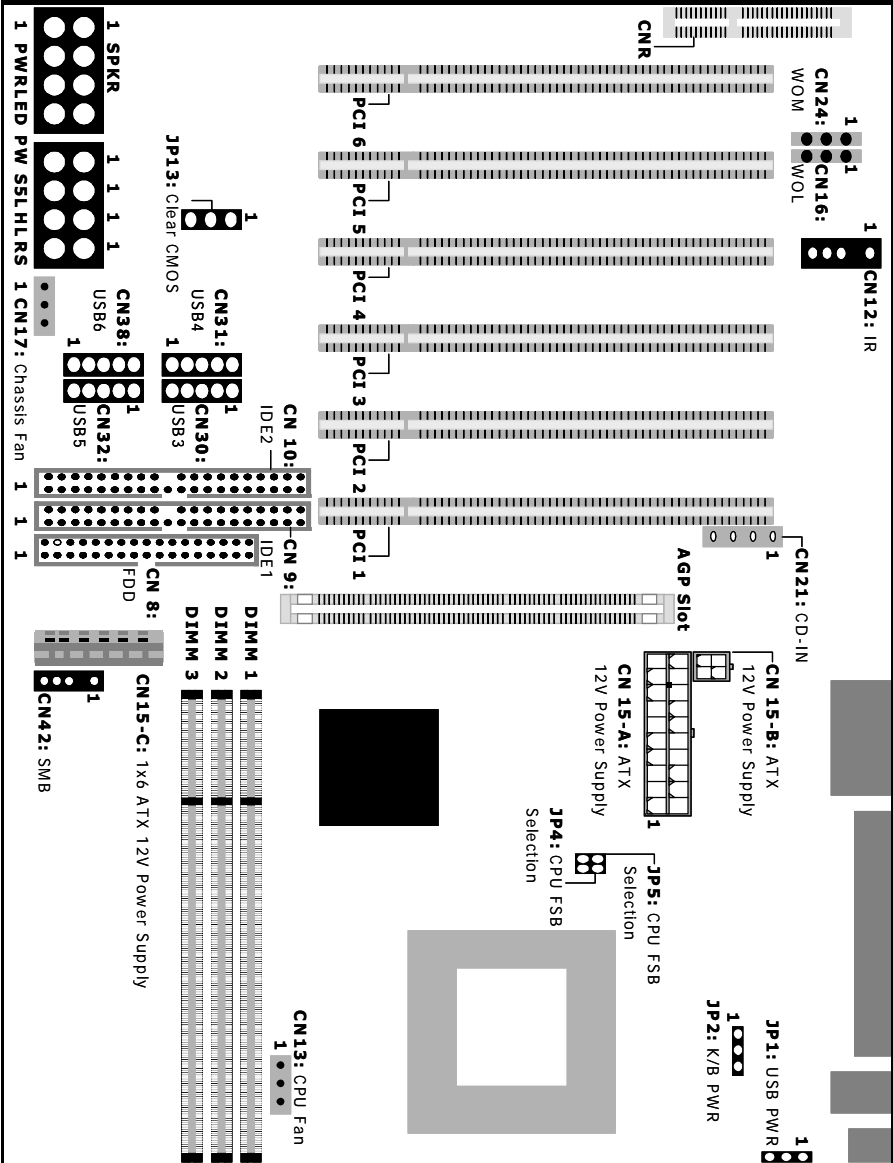 1 SPKR
1 PWRLED
PW S5LHLRS
1
1
1
1
JP13: Clear CMOS
1
1 CN17: Chassis Fan
CN38:
USB6
1
CN31:
USB4
1
CN32:
USB5
1
CN30:
USB3
1
CN 10:
IDE2
1
CN 9:
IDE1
1
CN 8:
FDD
1
CNR
PCI 6
PCI 5
PCI 4
PCI 3
PCI 2
PCI 1
CN24:
WOM
1
CN16:
WOL
1
CN12: IR
1
CN21: CD-IN
1
AGP Slot
DIMM 1
DIMM 2
DIMM 3
CN15-C: 1x6 ATX 12V Power Supply
CN42: SMB
1
CN 15-A: ATX
12V Power Supply
1
CN 15-B: ATX
12V Power Supply
JP4: CPU FSB
Selection
JP5: CPU FSB
Selection
CN13: CPU Fan
1
JP2: K/B PWR
1
JP1: USB PWR
1